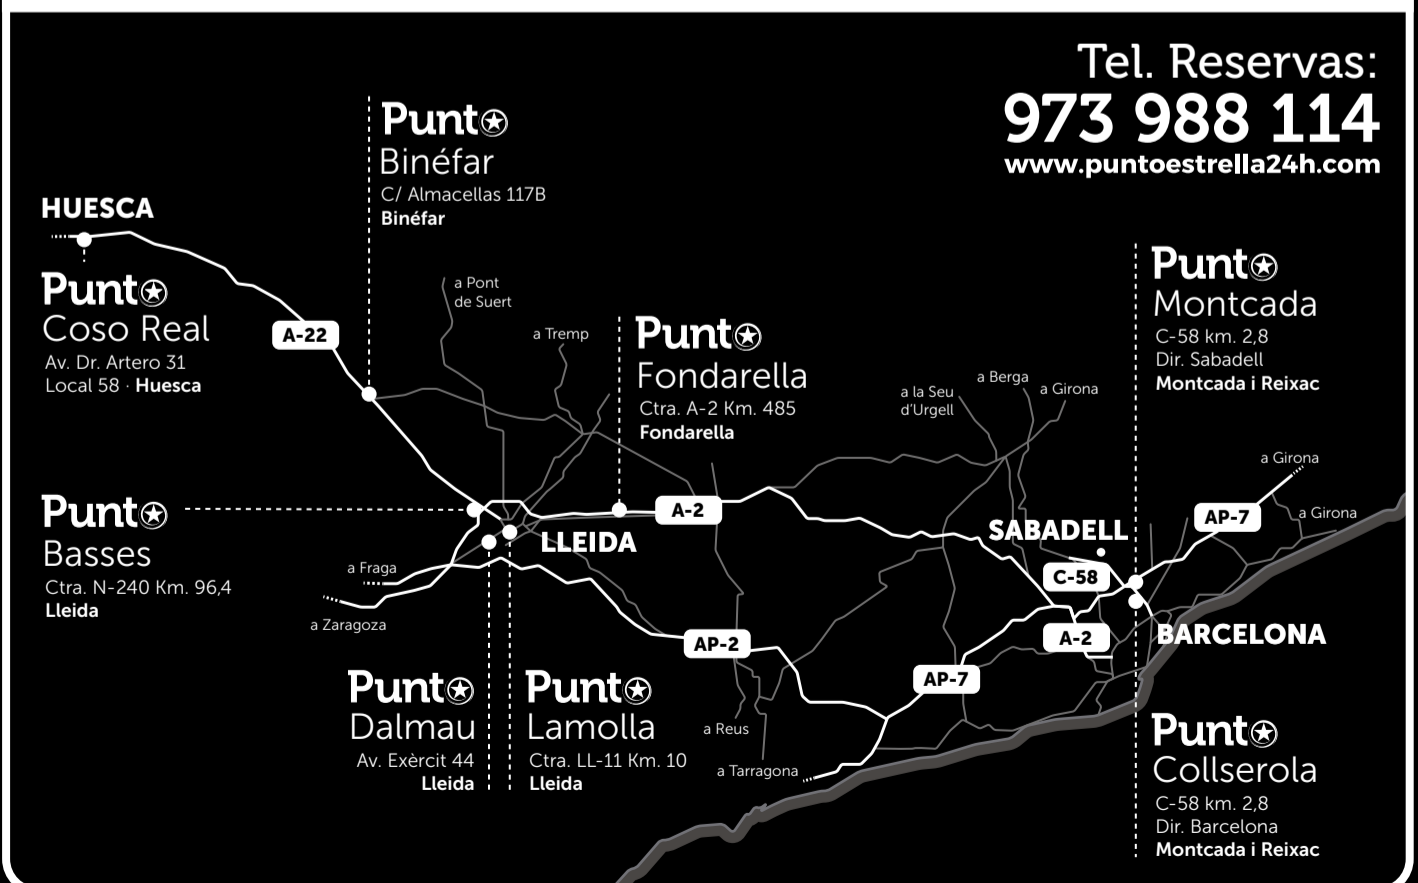 Tel. Reservas:
973 988 114
www.puntoestrella24h.com
Punto
Binéfar
C/ Almacellas 117B
Binéfar
HUESCA
Punto
Coso Real
Av. Dr. Artero 31
Local 58 · Huesca
A-22
a Pont
de Suert
a Tremp
Punto
Fondarella
Ctra. A-2 Km. 485
Fondarella
a la Seu
d'Urgell
a Berga
a Girona
Punto
Montcada
C-58 km. 2,8
Dir. Sabadell
Montcada i Reixac
a Girona
a Girona
AP-7
Punto
Basses
Ctra. N-240 Km. 96,4
Lleida
A-2
LLEIDA
SABADELL
C-58
a Fraga
a Zaragoza
A-2
BARCELONA
AP-2
AP-7
Punto
Dalmau
Av. Exèrcit 44
Lleida
Punto
Lamolla
Ctra. LL-11 Km. 10
Lleida
a Reus
a Tarragona
Punto
Collserola
C-58 km. 2,8
Dir. Barcelona
Montcada i Reixac